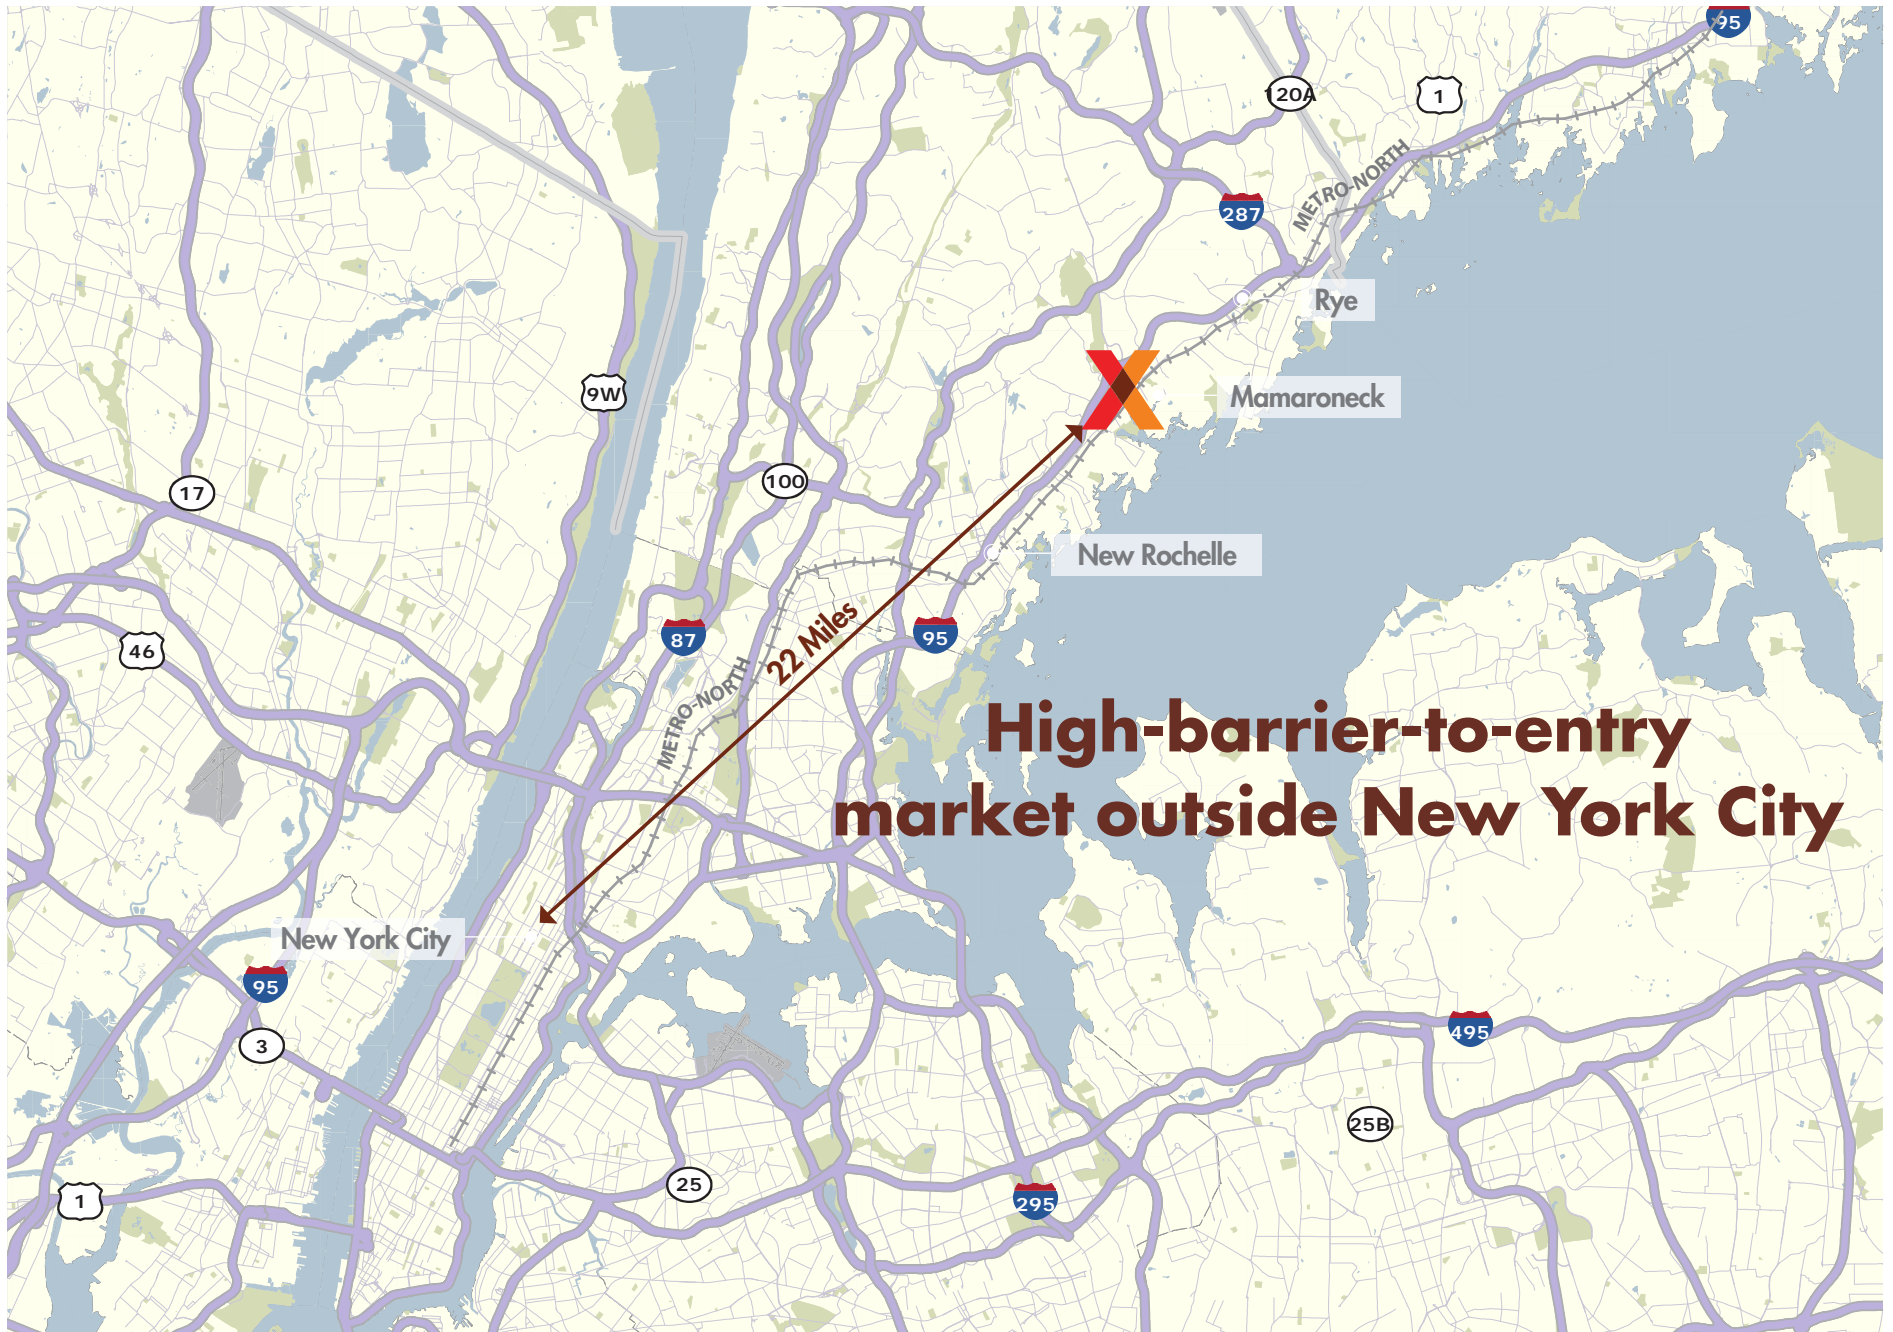 95
120A
1
METRO-NORTH
287
Rye
9W
Mamaroneck
17
100
New Rochelle
22 Miles
87
95
46
METRO-NORTH
High-barrier-to-entry
market outside New York City
New York City
95
3
495
25B
25
295
1